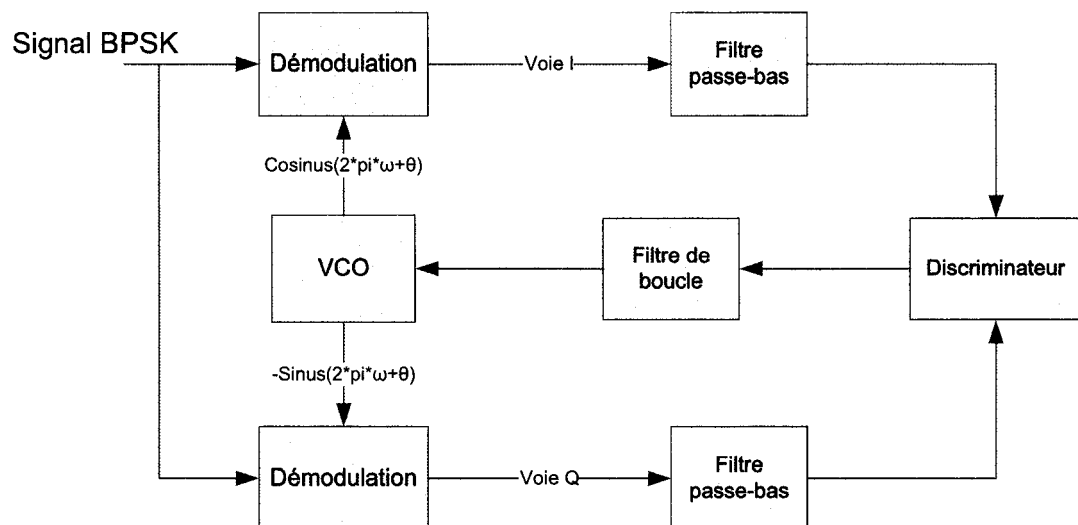 Signal BPSK
Démodulation
Voie I
Filtre
passe-bas
Cosinus(2*pi*ω+θ)
VCO
Filtre de
boucle
Discriminateur
-Sinus(2*pi*ω+θ)
Démodulation
Voie Q
Filtre
passe-bas